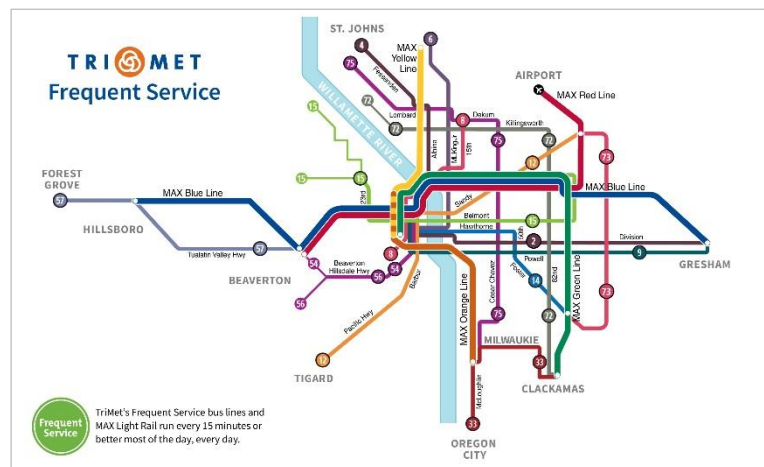 TRI MET
Frequent Service
ST. JOHNS
4
6
MAX
Yellow
Line
75
Fessenden
AIRPORT
MAX Red Line
72
Lombard
Dekum
15
72
8
Killingsworth
72
75
WILLAMETTE RIVER
Albina
MLKing Jr
15th
12
73
15
15
23rd
Sandy
FOREST
GROVE
57
MAX Blue Line
MAX Blue Line
HILLSBORO
Belmont
15
Hawthorne
50th
2
Division
57
Tualatin Valley Hwy
8
9
54
Beaverton
Hillsdale Hwy
54
56
Barbur
Powell
Foster
14
82nd
GRESHAM
BEAVERTON
56
MAX Orange Line
Cesar Chavez
75
72
MAX Green Line
73
Pacific Hwy
12
TIGARD
MILWAUKIE
33
CLACKAMAS
McLoughlin
33
OREGON
CITY
Frequent
Service
TriMet's Frequent Service bus lines and
MAX Light Rail run every 15 minutes or
better most of the day, every day.